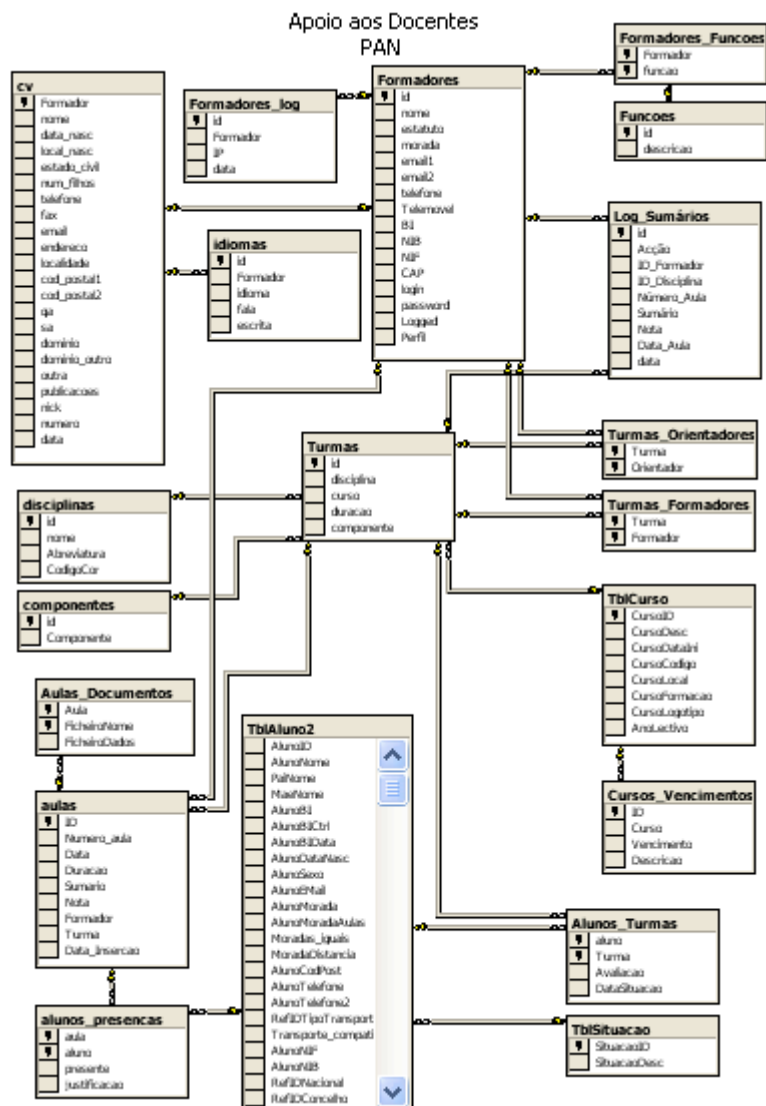 Apoio aos Docentes
PAN
cv
Formador
nome
data_nasc
local_nasc
estado_civil
num_filhos
telefone
fax
email
endereco
localidade
cod_postal1
cod_postal2
qa
sa
dominio
dominio_outro
outra
publicacoes
nick
numero
data
Formadores_log
id
Formador
IP
data
idiomas
id
Formador
idioma
fala
escrita
Formadores
id
nome
estatuto
morada
email1
email2
telefone
Telemovel
BI
NIB
NIF
CAP
login
password
Logged
Perfil
Formadores_Funcoes
Formador
funcao
Funcoes
id
descricao
Log_Sumários
id
Acção
ID_Formador
ID_Disciplina
Número_Aula
Sumário
Nota
Data_Aula
data
Turmas
id
disciplina
curso
duracao
componente
Turmas_Orientadores
Turma
Orientador
Turmas_Formadores
Turma
Formador
disciplinas
id
nome
Abreviatura
CodigoCor
componentes
id
Componente
TblCurso
CursoID
CursoDesc
CursoDataIni
CursoCodigo
CursoLocal
CursoFormacao
CursoLogotipo
AnoLectivo
Cursos_Vencimentos
ID
Curso
Vencimento
Descricao
Aulas_Documentos
Aula
FicheiroNome
FicheiroDados
aulas
ID
Numero_aula
Data
Duracao
Sumario
Nota
Formador
Turma
Data_Insercao
alunos_presencas
aula
aluno
presente
justificacao
TblAluno2
AlunoID
AlunoNome
PaiNome
MaeNome
AlunoBI
AlunoBICtrl
AlunoBIData
AlunoDataNasc
AlunoSexo
AlunoEMail
AlunoMorada
AlunoMoradaAulas
Moradas_iguais
MoradaDistancia
AlunoCodPost
AlunoTelefone
AlunoTelefone2
RefIDTipoTransport
Transporte_compati
AlunoNIF
AlunoNIB
RefIDNacional
RefIDConcelho
Alunos_Turmas
aluno
Turma
Avaliacao
DataSituacao
TblSituacao
SituacaoID
SituacaoDesc